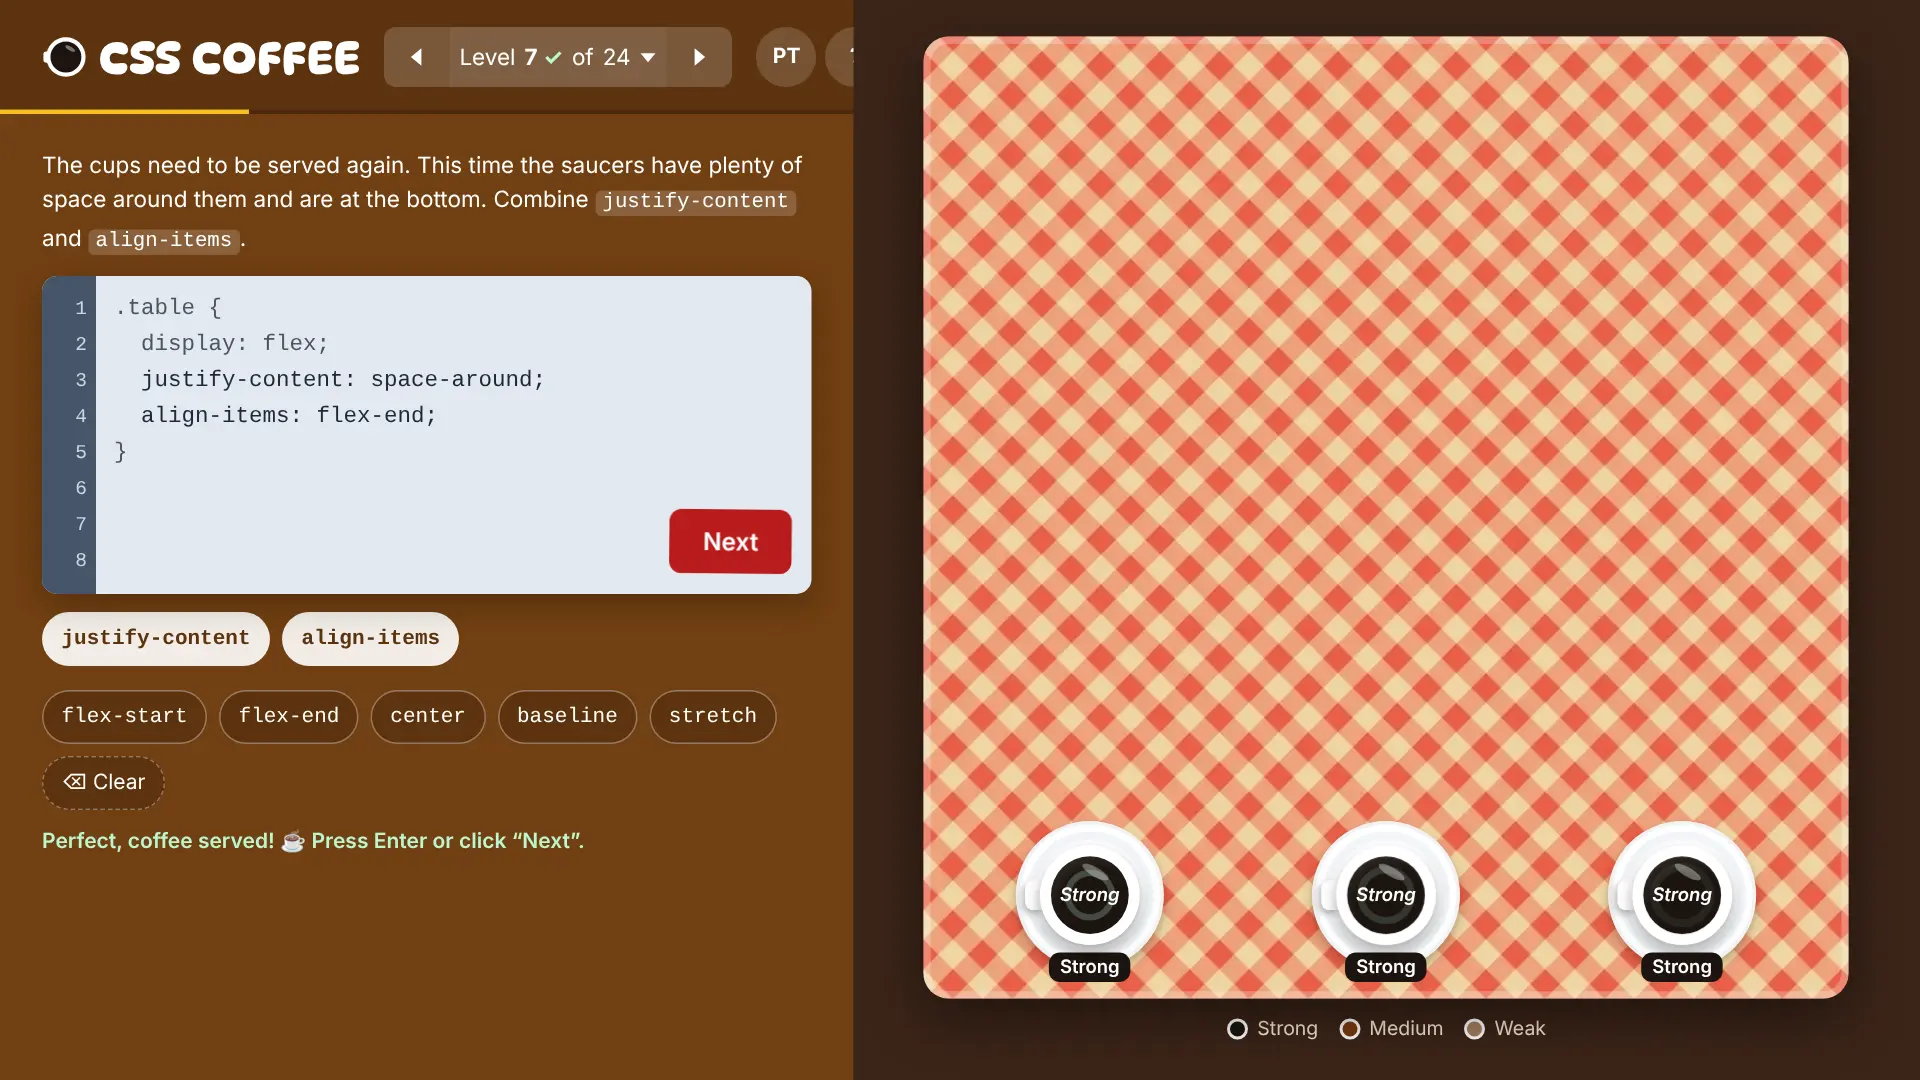 CSS COFFEE
Level 7 of 24
PT
The cups need to be served again. This time the saucers have plenty of
space around them and are at the bottom. Combine justify-content
and align-items.
1 .table {
2 display: flex;
3 justify-content: space-around;
4 align-items: flex-end;
5 }
6
7
8
Next
justify-content align-items
flex-start flex-end center baseline stretch
⌫ Clear
Perfect, coffee served! ☕ Press Enter or click “Next”.
Strong Strong Strong
Strong Strong Strong
Strong Medium Weak